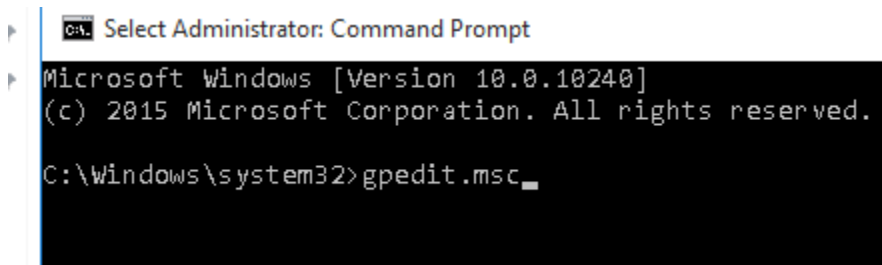 Select Administrator: Command Prompt
Microsoft Windows [Version 10.0.10240]
(c) 2015 Microsoft Corporation. All rights reserved.
C:\Windows\system32>gpedit.msc